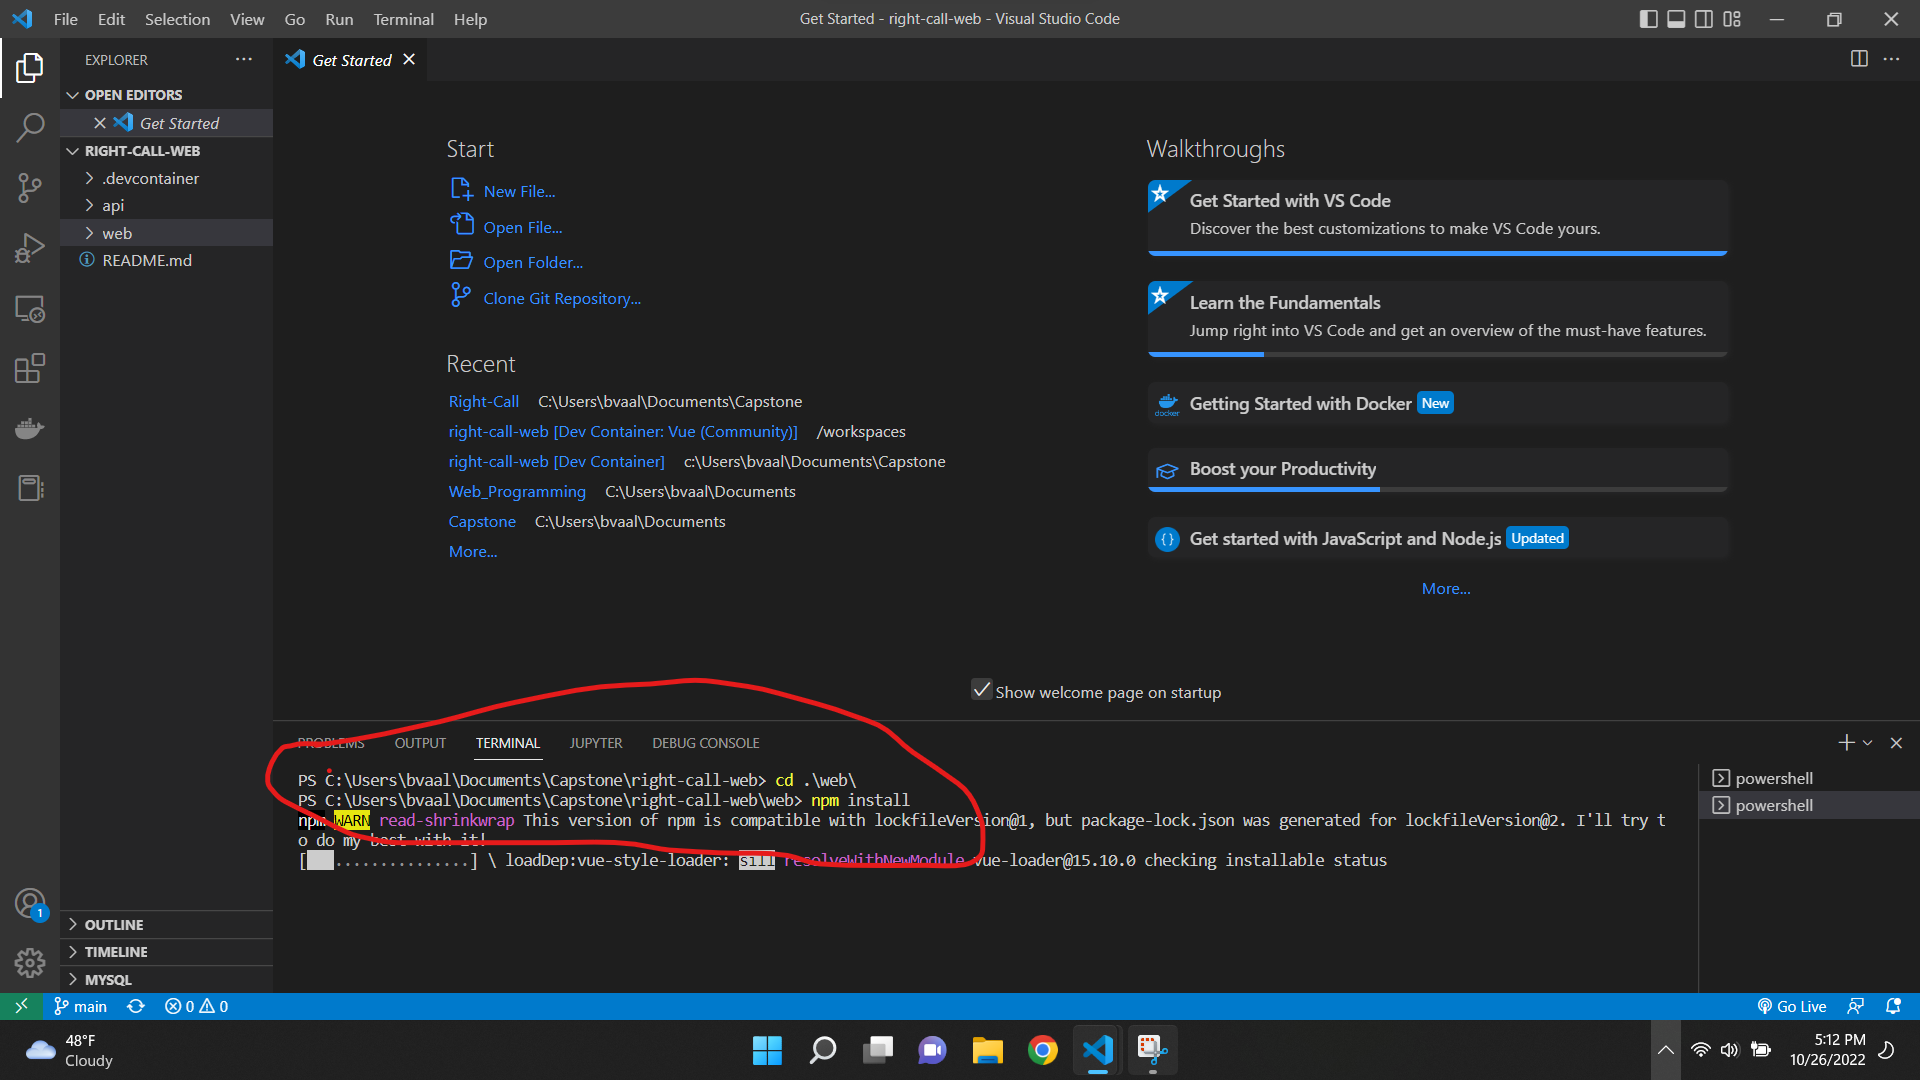 File Edit Selection View Go Run Terminal Help
Get Started - right-call-web - Visual Studio Code
EXPLORER
OPEN EDITORS
Get Started
RIGHT-CALL-WEB
.devcontainer
api
web
README.md
OUTLINE
TIMELINE
MYSQL
Get Started
Start
New File...
Open File...
Open Folder...
Clone Git Repository...
Recent
Right-Call C:\Users\bvaal\Documents\Capstone
right-call-web [Dev Container: Vue (Community)] /workspaces
right-call-web [Dev Container] c:\Users\bvaal\Documents\Capstone
Web_Programming C:\Users\bvaal\Documents
Capstone C:\Users\bvaal\Documents
More...
Walkthroughs
Get Started with VS Code
Discover the best customizations to make VS Code yours.
Learn the Fundamentals
Jump right into VS Code and get an overview of the must-have features.
docker
Getting Started with Docker New
Boost your Productivity
Get started with JavaScript and Node.js Updated
More...
Show welcome page on startup
PROBLEMS OUTPUT TERMINAL JUPYTER DEBUG CONSOLE
PS C:\Users\bvaal\Documents\Capstone\right-call-web> cd .\web\
PS C:\Users\bvaal\Documents\Capstone\right-call-web\web> npm install
npm WARN read-shrinkwrap This version of npm is compatible with lockfileVersion@1, but package-lock.json was generated for lockfileVersion@2. I'll try t
o do my best with it!
[   ...............] \ loadDep:vue-style-loader: sill resolveWithNewModule vue-loader@15.10.0 checking installable status
powershell
powershell
1
main 0 0
Go Live
48°F
Cloudy
5:12 PM
10/26/2022